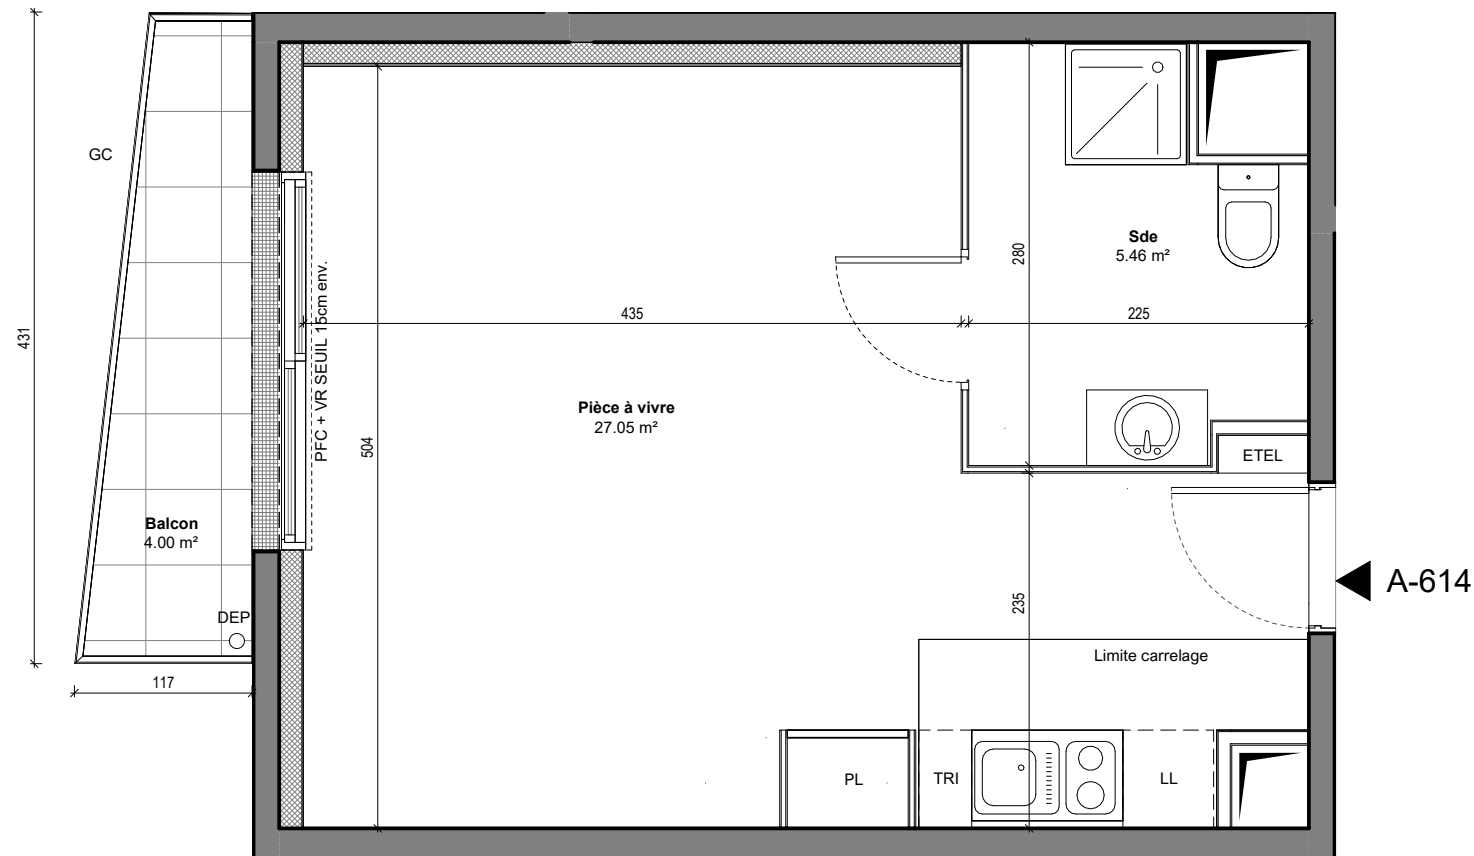 GC
431
Balcon
4.00 m²
DEP
117
PFC + VR SEUIL 15cm env.
504
435
Pièce à vivre
27.05 m²
280
Sde
5.46 m²
225
ETEL
235
A-614
Limite carrelage
PL
TRI
LL